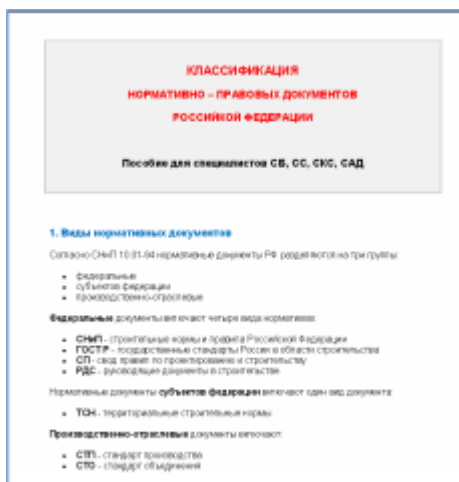 КЛАССИФИКАЦИЯ
НОРМАТИВНО – ПРАВОВЫХ ДОКУМЕНТОВ
РОССИЙКОЙ ФЕДЕРАЦИИ
Пособие для специалистов СВ, СС, СКС, САД
1. Виды нормативных документов
Согласно СНиП 10.01-94 нормативные документы РФ разделяются на три группы:
• федеральные
• субъектов федерации
• производственно-отраслевые
Федеральные документы включают четыре вида нормативов:
• СНиП - строительные нормы и правила Российской Федерации
• ГОСТ Р - государственные стандарты России в области строительства
• СП - свод правил по проектированию и строительству
• РДС - руководящие документы в строительстве
Нормативные документы субъектов федерации включают один вид документа:
• ТСН - территориальные строительные нормы
Производственно-отраслевые документы включают:
• СТП - стандарт производства
• СТО - стандарт объединения